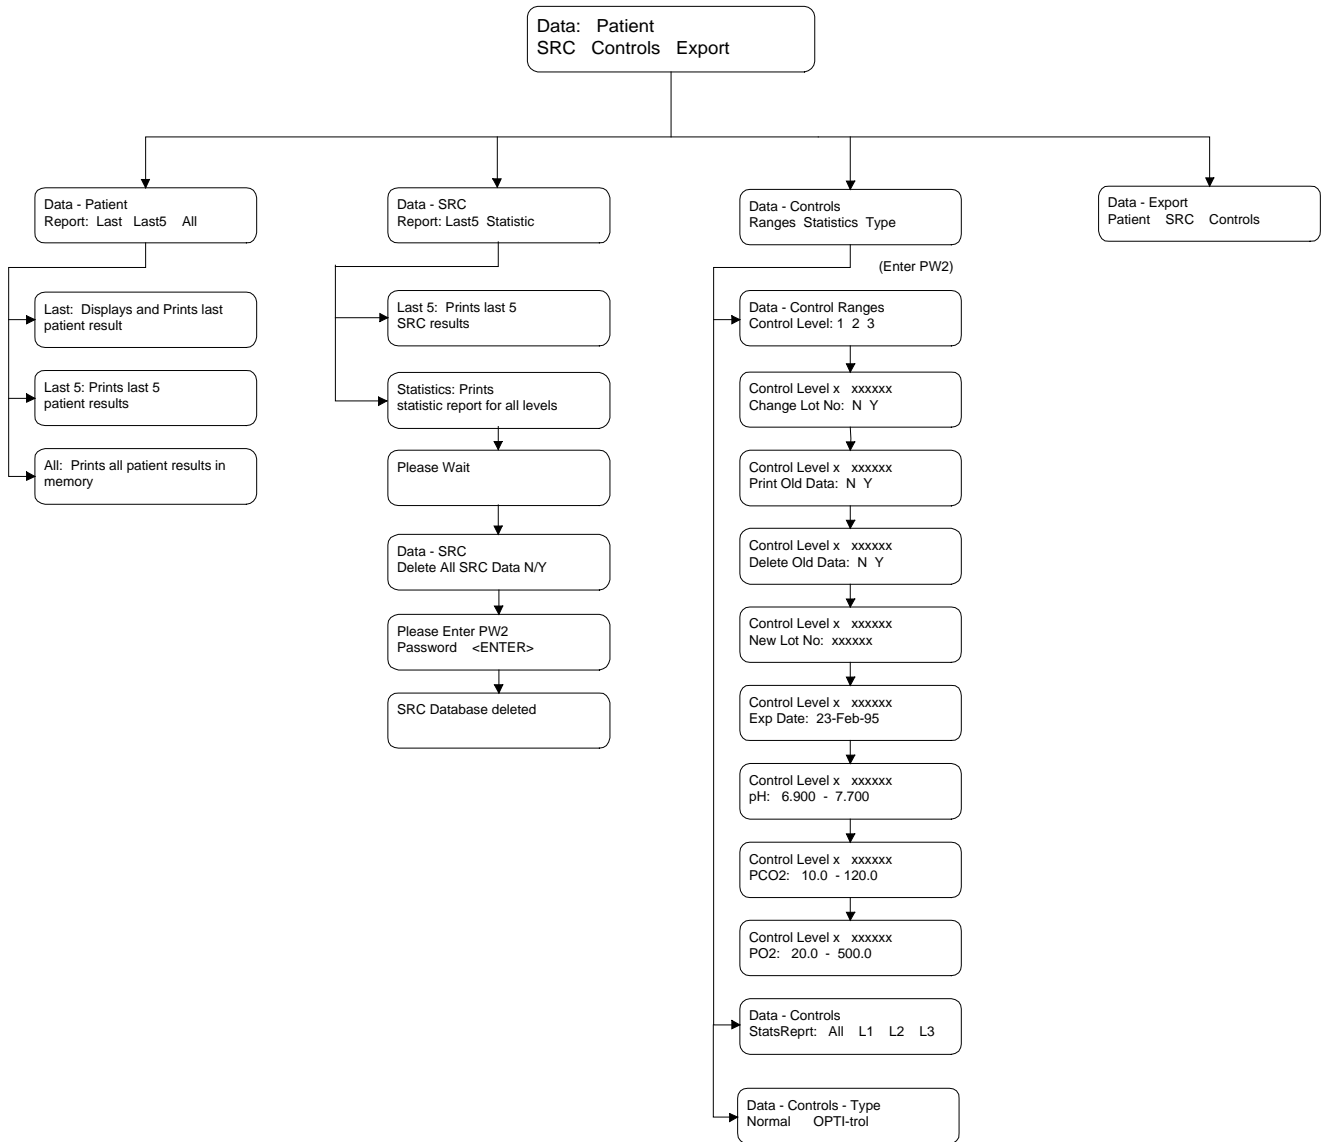 Data: Patient
SRC Controls Export
Data - Patient
Report: Last Last5 All
Last: Displays and Prints last
patient result
Last 5: Prints last 5
patient results
All: Prints all patient results in
memory
Data - SRC
Report: Last5 Statistic
Last 5: Prints last 5
SRC results
Statistics: Prints
statistic report for all levels
Please Wait
Data - SRC
Delete All SRC Data N/Y
Please Enter PW2
Password <ENTER>
SRC Database deleted
Data - Controls
Ranges Statistics Type
(Enter PW2)
Data - Control Ranges
Control Level: 1 2 3
Control Level x xxxxxx
Change Lot No: N Y
Control Level x xxxxxx
Print Old Data: N Y
Control Level x xxxxxx
Delete Old Data: N Y
Control Level x xxxxxx
New Lot No: xxxxxx
Control Level x xxxxxx
Exp Date: 23-Feb-95
Control Level x xxxxxx
pH: 6.900 - 7.700
Control Level x xxxxxx
PCO2: 10.0 - 120.0
Control Level x xxxxxx
PO2: 20.0 - 500.0
Data - Controls
StatsReprt: All L1 L2 L3
Data - Controls - Type
Normal OPTI-trol
Data - Export
Patient SRC Controls